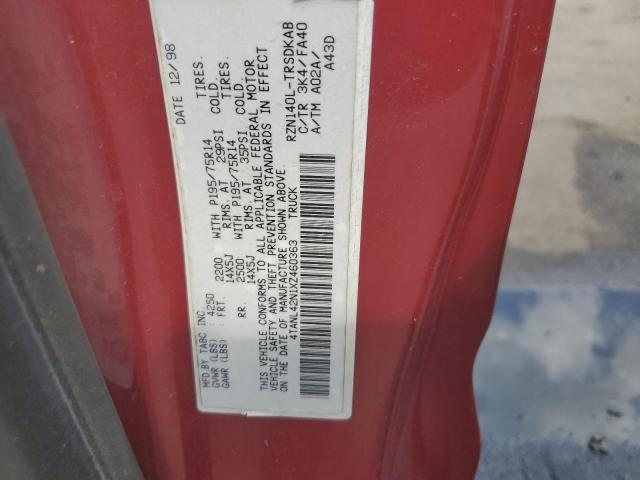 MFD.BY TABC INC DATE 12/98
GVWR (LBS) : 4250
GAWR (LBS) : FRT. 2200 WITH P195/75R14 TIRES.
14X5J RIMS. AT 29PSI COLD.
RR. 2500 WITH P195/75R14 TIRES.
14X5J RIMS. AT 35PSI COLD.
THIS VEHICLE CONFORMS TO ALL APPLICABLE FEDERAL MOTOR
VEHICLE SAFETY AND THEFT PREVENTION STANDARDS IN EFFECT
ON THE DATE OF MANUFACTURE SHOWN ABOVE.
4TANL42N1XZ460363 TRUCK RZN140L-TRSDKAB
C/TR 3K4/FA40
A/TM A02A/
A43D